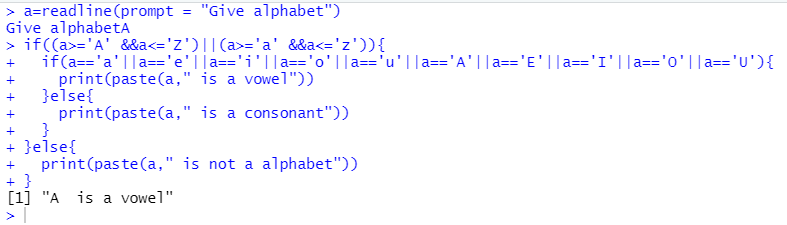 > a=readline(prompt = "Give alphabet")
Give alphabetA
> if((a>='A' &&a<='Z')||(a>='a' &&a<='z')){
+   if(a=='a'||a=='e'||a=='i'||a=='o'||a=='u'||a=='A'||a=='E'||a=='I'||a=='O'||a=='U'){
+     print(paste(a," is a vowel"))
+   }else{
+     print(paste(a," is a consonant"))
+   }
+ }else{
+   print(paste(a," is not a alphabet"))
+ }
[1] "A  is a vowel"
>